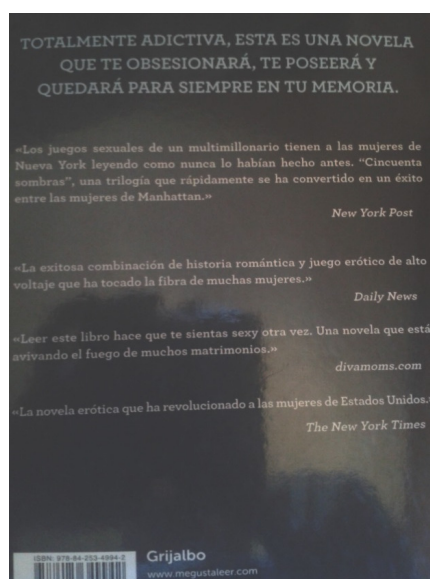 TOTALMENTE ADICTIVA, ESTA ES UNA NOVELA
QUE TE OBSESIONARÁ, TE POSEERÁ Y
QUEDARÁ PARA SIEMPRE EN TU MEMORIA.
«Los juegos sexuales de un multimillonario tienen a las mujeres de
Nueva York leyendo como nunca lo habían hecho antes. "Cincuenta
sombras", una trilogía que rápidamente se ha convertido en un éxito
entre las mujeres de Manhattan.»
New York Post
«La exitosa combinación de historia romántica y juego erótico de alto
voltaje que ha tocado la fibra de muchas mujeres.»
Daily News
«Leer este libro hace que te sientas sexy otra vez. Una novela que está
avivando el fuego de muchos matrimonios.»
divamoms.com
«La novela erótica que ha revolucionado a las mujeres de Estados Unidos.»
The New York Times
ISBN: 978-84-253-4994-2
Grijalbo
www.megustaleer.com